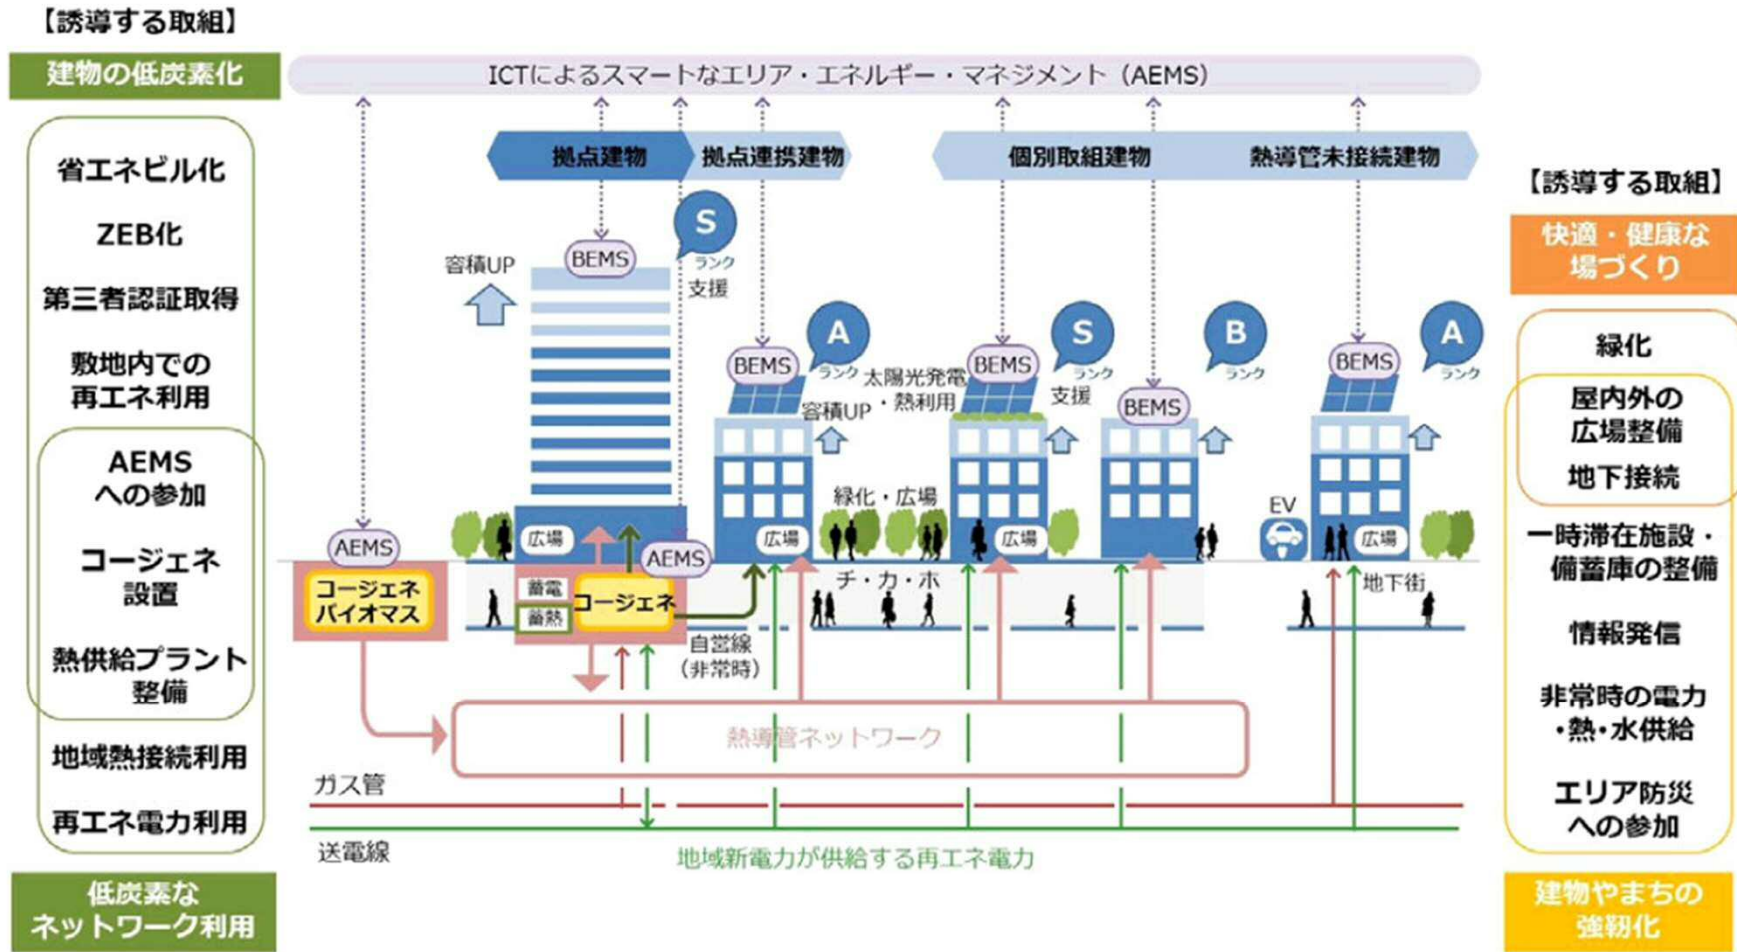 【誘導する取組】
建物の低炭素化
省エネビル化
ZEB化
第三者認証取得
敷地内での
再エネ利用
AEMS
への参加
コージェネ
設置
熱供給プラント
整備
地域熱接続利用
再エネ電力利用
低炭素な
ネットワーク利用
ICTによるスマートなエリア・エネルギー・マネジメント（AEMS）
拠点建物
拠点連携建物
個別取組建物
熱導管未接続建物
容積UP
BEMS
S
ランク
支援
BEMS
A
ランク
容積UP
太陽光発電
・熱利用
BEMS
S
ランク
支援
BEMS
B
ランク
BEMS
A
ランク
緑化・広場
EV
広場
広場
広場
広場
AEMS
コージェネ
バイオマス
AEMS
蓄電
蓄熱
コージェネ
チ・カ・ホ
地下街
自営線
（非常時）
熱導管ネットワーク
ガス管
送電線
地域新電力が供給する再エネ電力
【誘導する取組】
快適・健康な
場づくり
緑化
屋内外の
広場整備
地下接続
一時滞在施設・
備蓄庫の整備
情報発信
非常時の電力
・熱・水供給
エリア防災
への参加
建物やまちの
強靭化